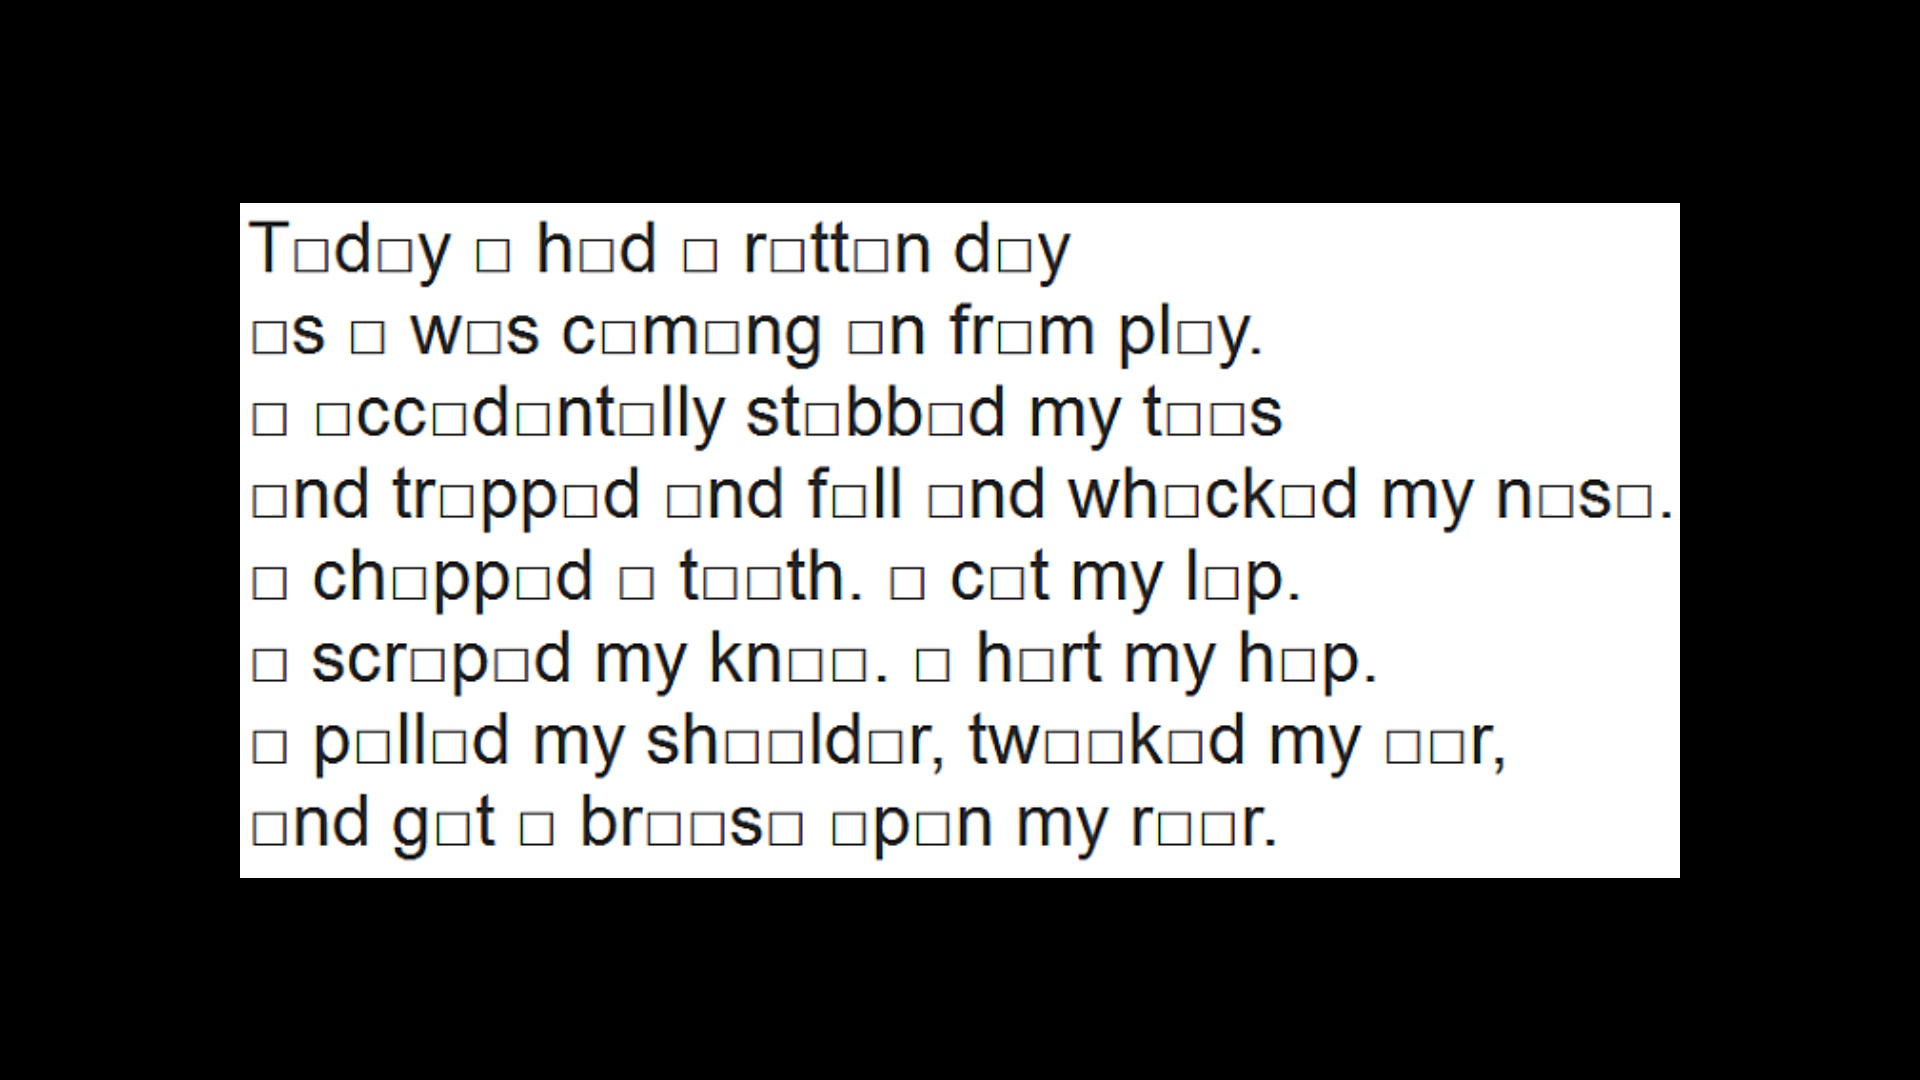 T□d□y □ h□d □ r□tt□n d□y
□s □ w□s c□m□ng □n fr□m pl□y.
□ □cc□d□nt□lly st□bb□d my t□□s
□nd tr□pp□d □nd f□ll □nd wh□ck□d my n□s□.
□ ch□pp□d □ t□□th. □ c□t my l□p.
□ scr□p□d my kn□□. □ h□rt my h□p.
□ p□ll□d my sh□□ld□r, tw□□k□d my □□r,
□nd g□t □ br□□s□ □p□n my r□□r.